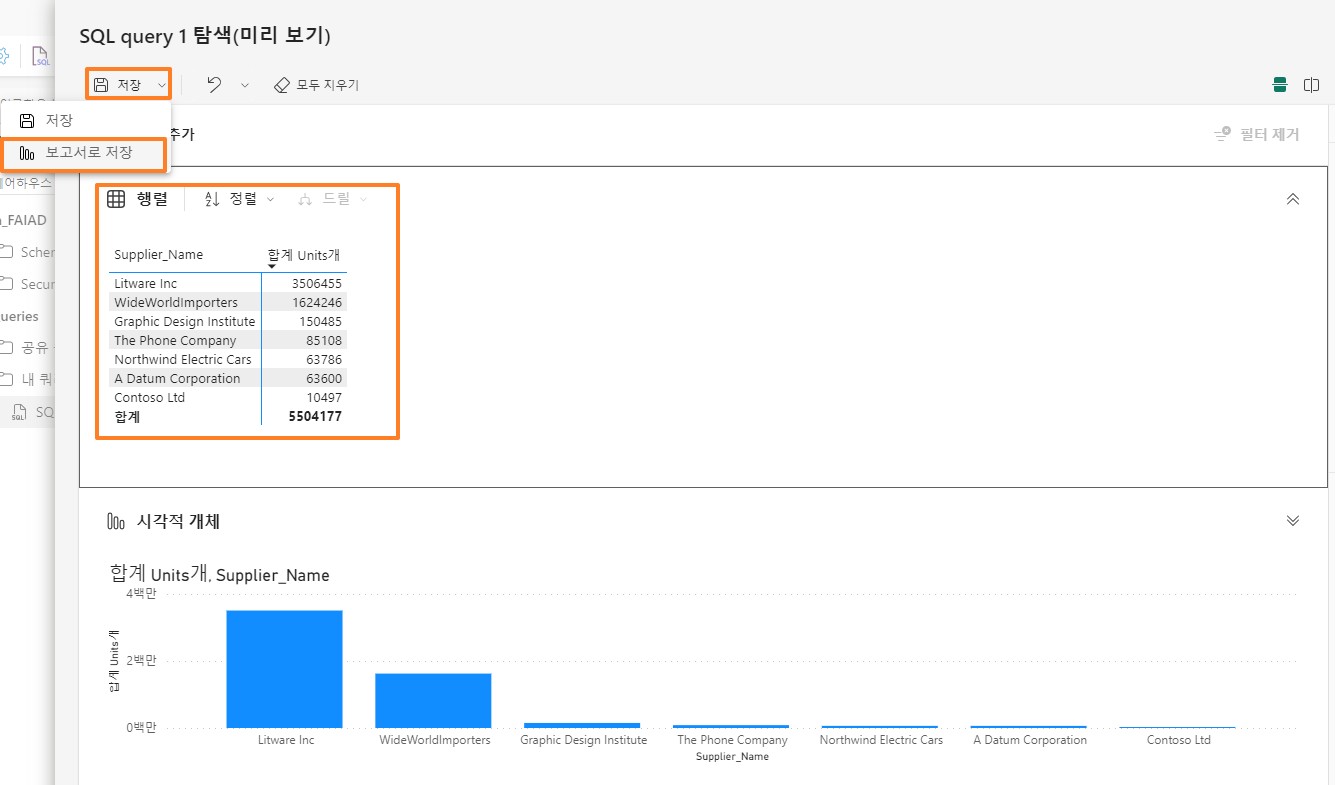 SQL query 1 탐색(미리 보기)
저장
모두 지우기
저장
추가
필터 제거
보고서로 저장
행렬 정렬 드릴
Supplier_Name 합계 Units개
Litware Inc 3506455
WideWorldImporters 1624246
Graphic Design Institute 150485
The Phone Company 85108
Northwind Electric Cars 63786
A Datum Corporation 63600
Contoso Ltd 10497
합계 5504177
_FAIAD
Scher
Secur
ueries
공유
내 쿼
SQ
시각적 개체
합계 Units개, Supplier_Name
4백만
2백만
0백만
합계 Units개
Litware Inc WideWorldImporters Graphic Design Institute The Phone Company Northwind Electric Cars A Datum Corporation Contoso Ltd
Supplier_Name